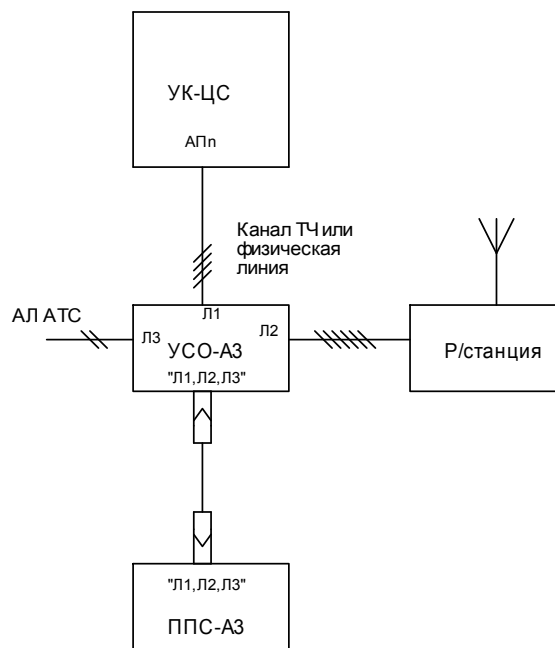 УК-ЦС
АПn
Канал ТЧ или
физическая
линия
АЛ АТС
Л1
Л3
Л2
УСО-А3
Р/станция
"Л1,Л2,Л3"
"Л1,Л2,Л3"
ППС-А3